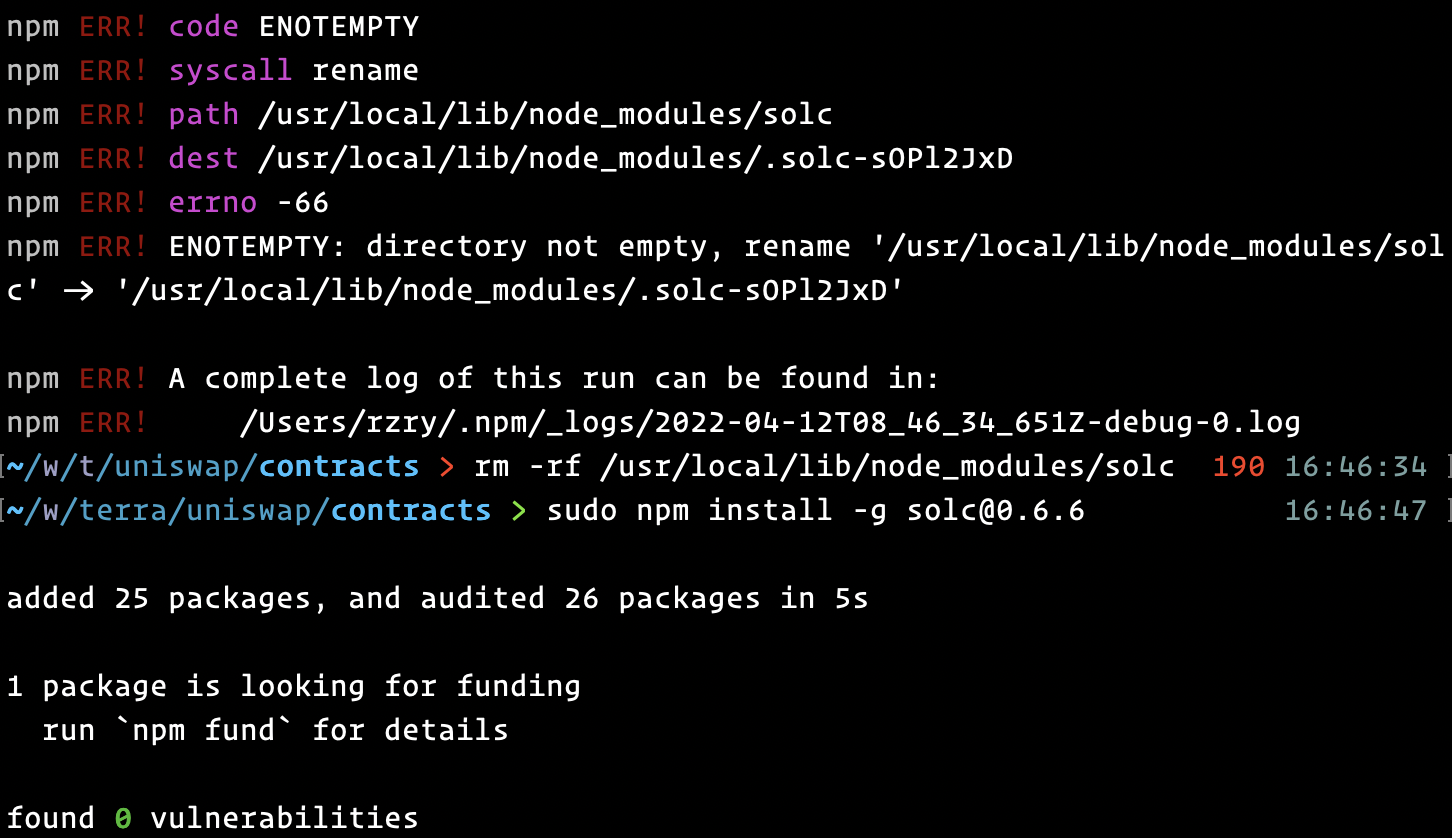 npm ERR! code ENOTEMPTY
npm ERR! syscall rename
npm ERR! path /usr/local/lib/node_modules/solc
npm ERR! dest /usr/local/lib/node_modules/.solc-sOPl2JxD
npm ERR! errno -66
npm ERR! ENOTEMPTY: directory not empty, rename '/usr/local/lib/node_modules/sol
c' -> '/usr/local/lib/node_modules/.solc-sOPl2JxD'
npm ERR! A complete log of this run can be found in:
npm ERR!     /Users/rzry/.npm/_logs/2022-04-12T08_46_34_651Z-debug-0.log
[~/w/t/uniswap/contracts > rm -rf /usr/local/lib/node_modules/solc  190 16:46:34 ]
[~/w/terra/uniswap/contracts > sudo npm install -g solc@0.6.6           16:46:47 ]
added 25 packages, and audited 26 packages in 5s
1 package is looking for funding
  run `npm fund` for details
found 0 vulnerabilities